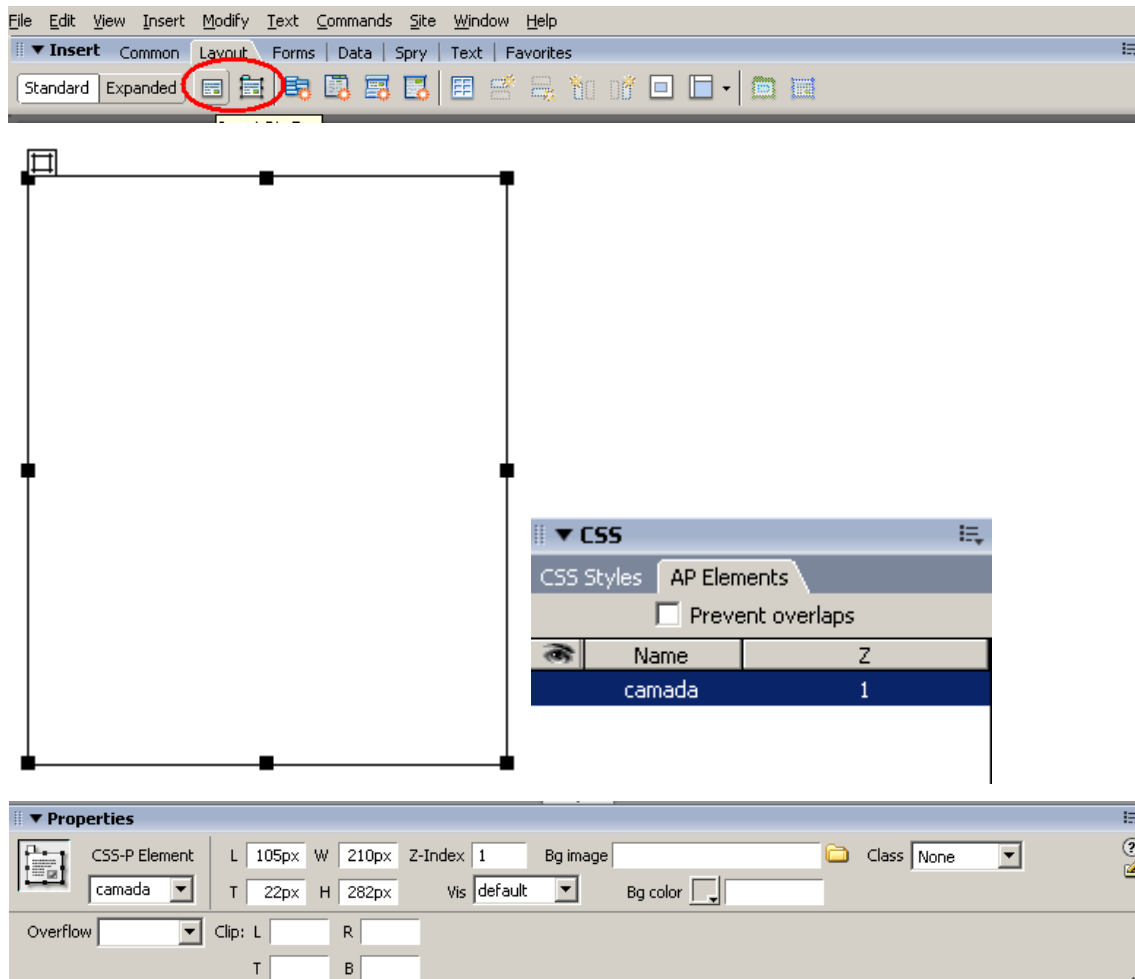 File Edit View Insert Modify Text Commands Site Window Help
Insert Common Layout Forms Data Spry Text Favorites
Standard Expanded
CSS
CSS Styles AP Elements
Prevent overlaps
Name Z
camada 1
Properties
CSS-P Element L 105px W 210px Z-Index 1 Bg image Class None
camada T 22px H 282px Vis default Bg color
Overflow Clip: L R
T B